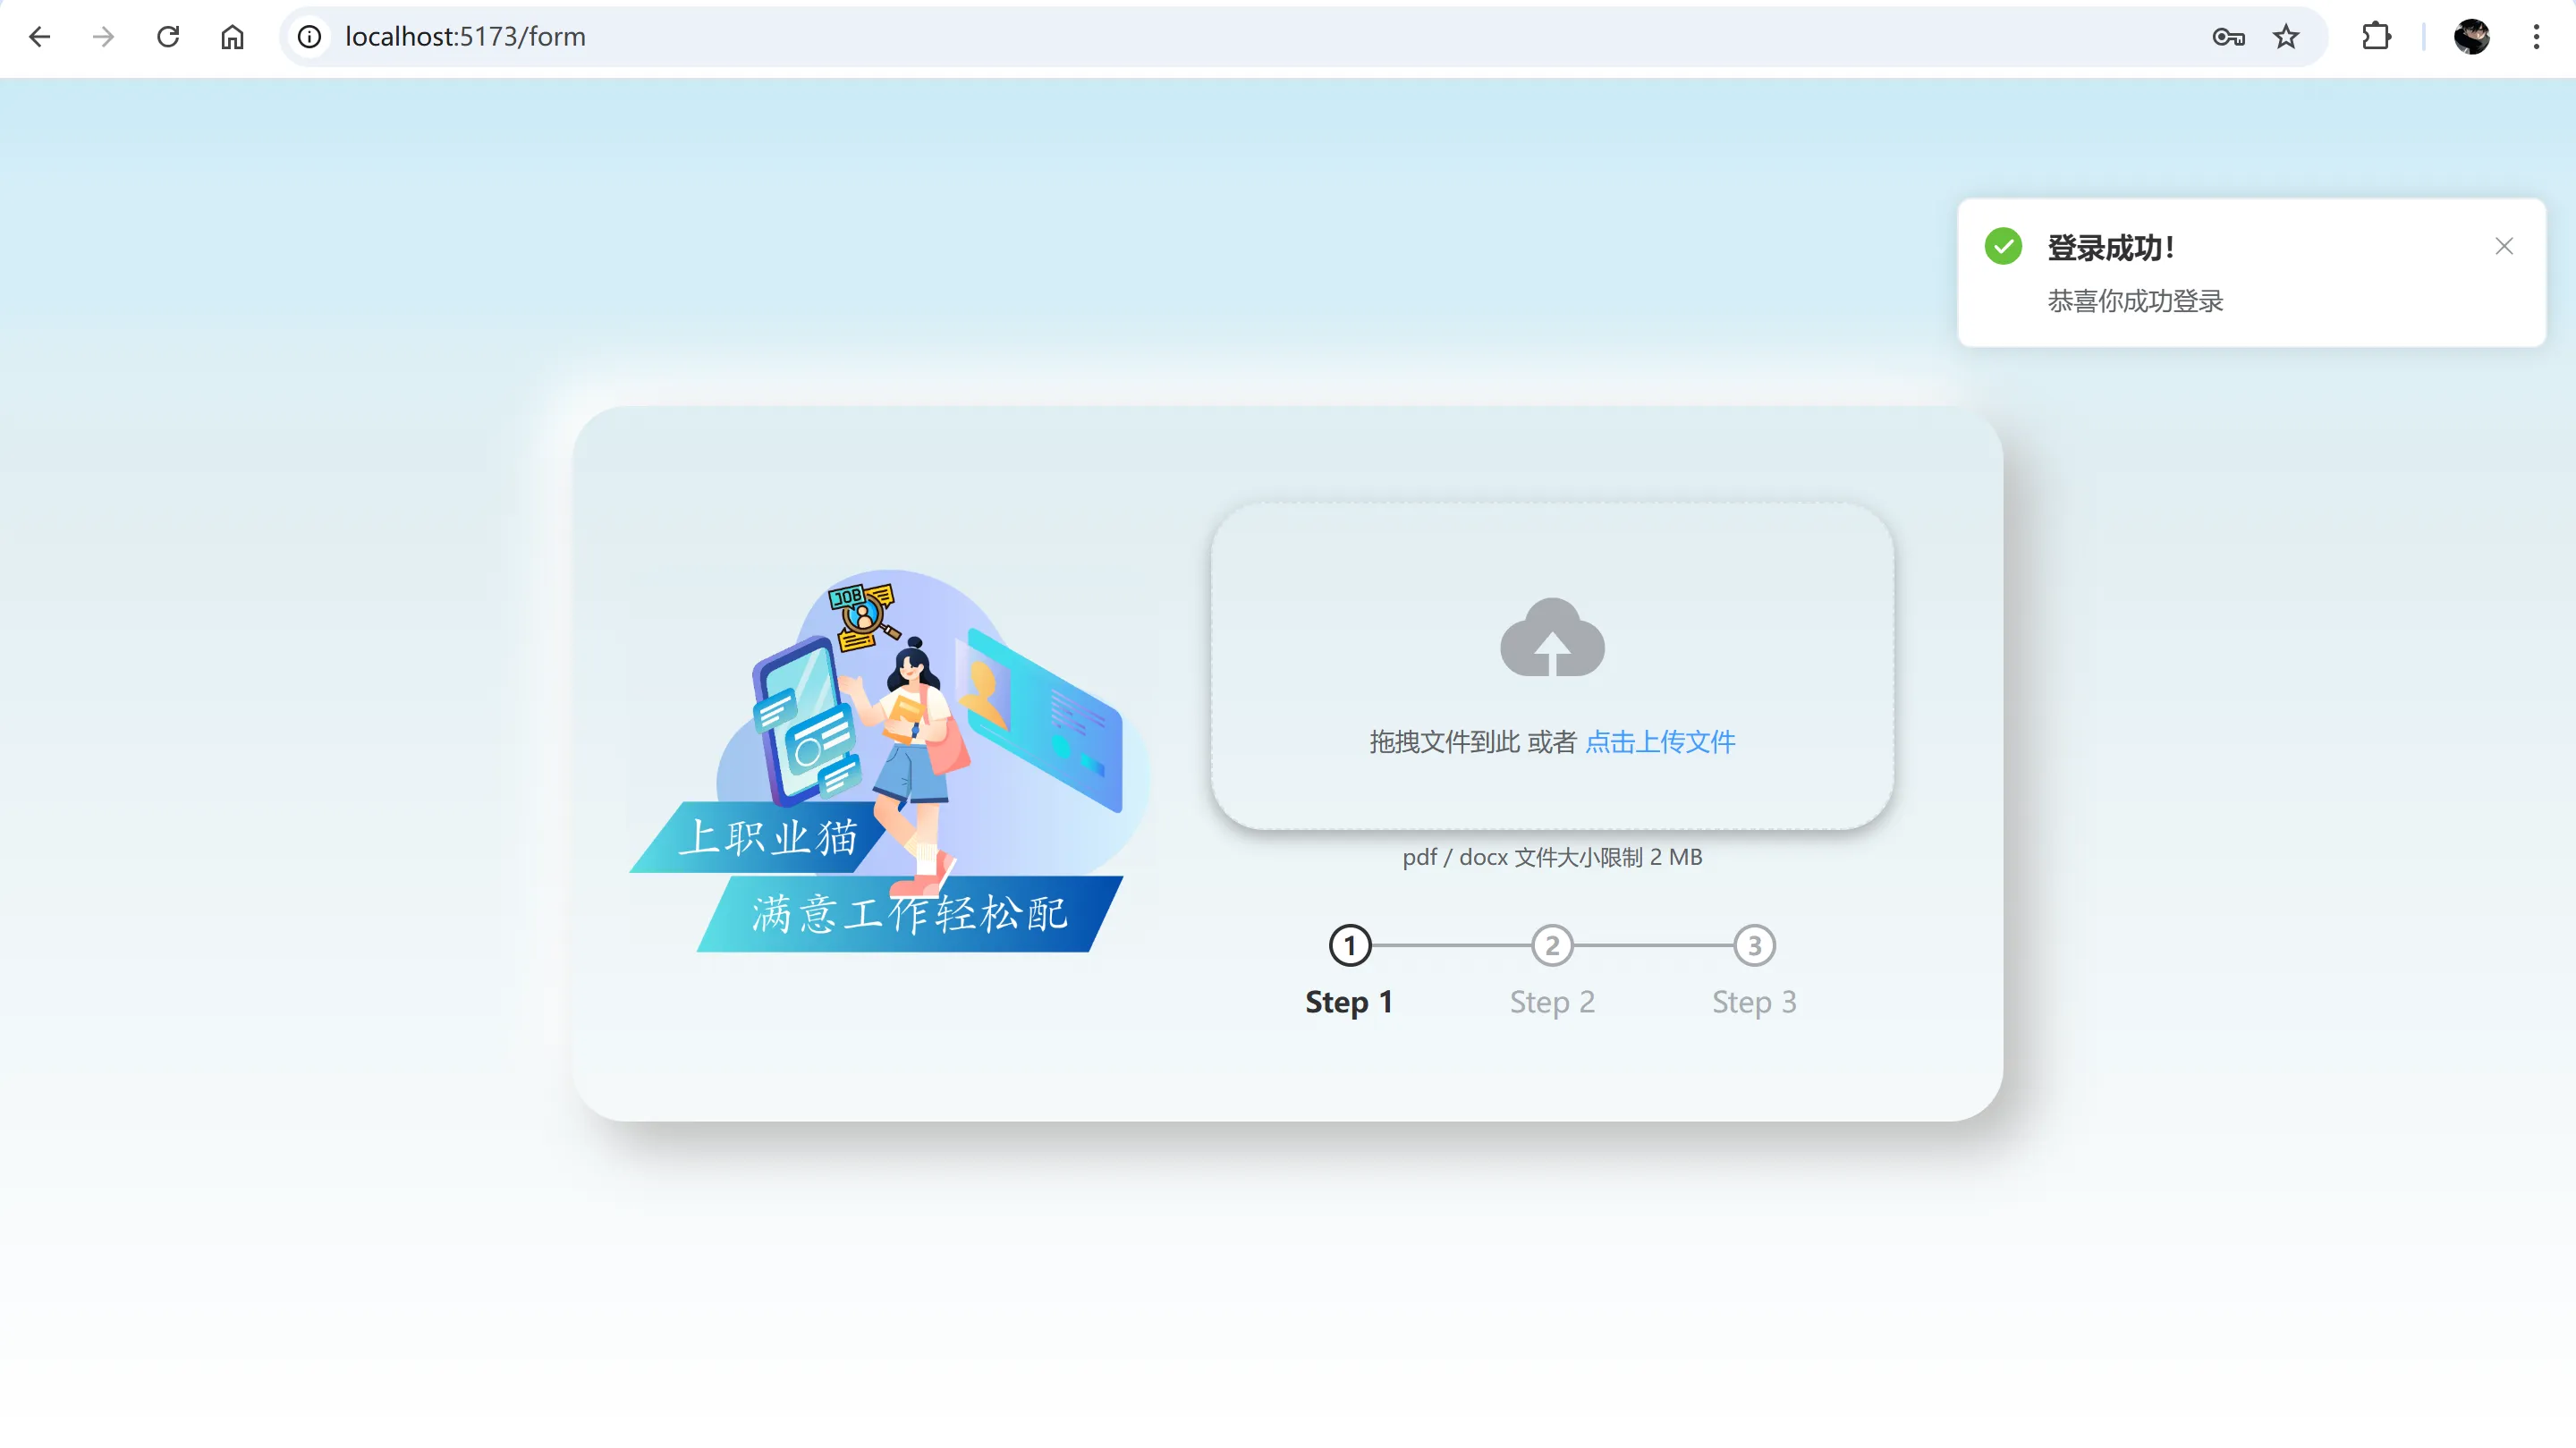 localhost:5173/form
登录成功!
恭喜你成功登录
JOB
上职业猫
满意工作轻松配
拖拽文件到此 或者 点击上传文件
pdf / docx 文件大小限制 2 MB
1 2 3
Step 1 Step 2 Step 3